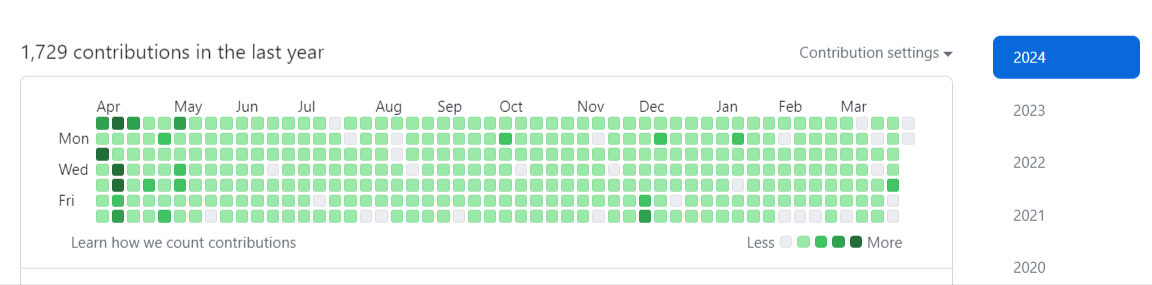 1,729 contributions in the last year
Contribution settings
Apr May Jun Jul Aug Sep Oct Nov Dec Jan Feb Mar
Mon
Wed
Fri
Learn how we count contributions
Less More
2024
2023
2022
2021
2020